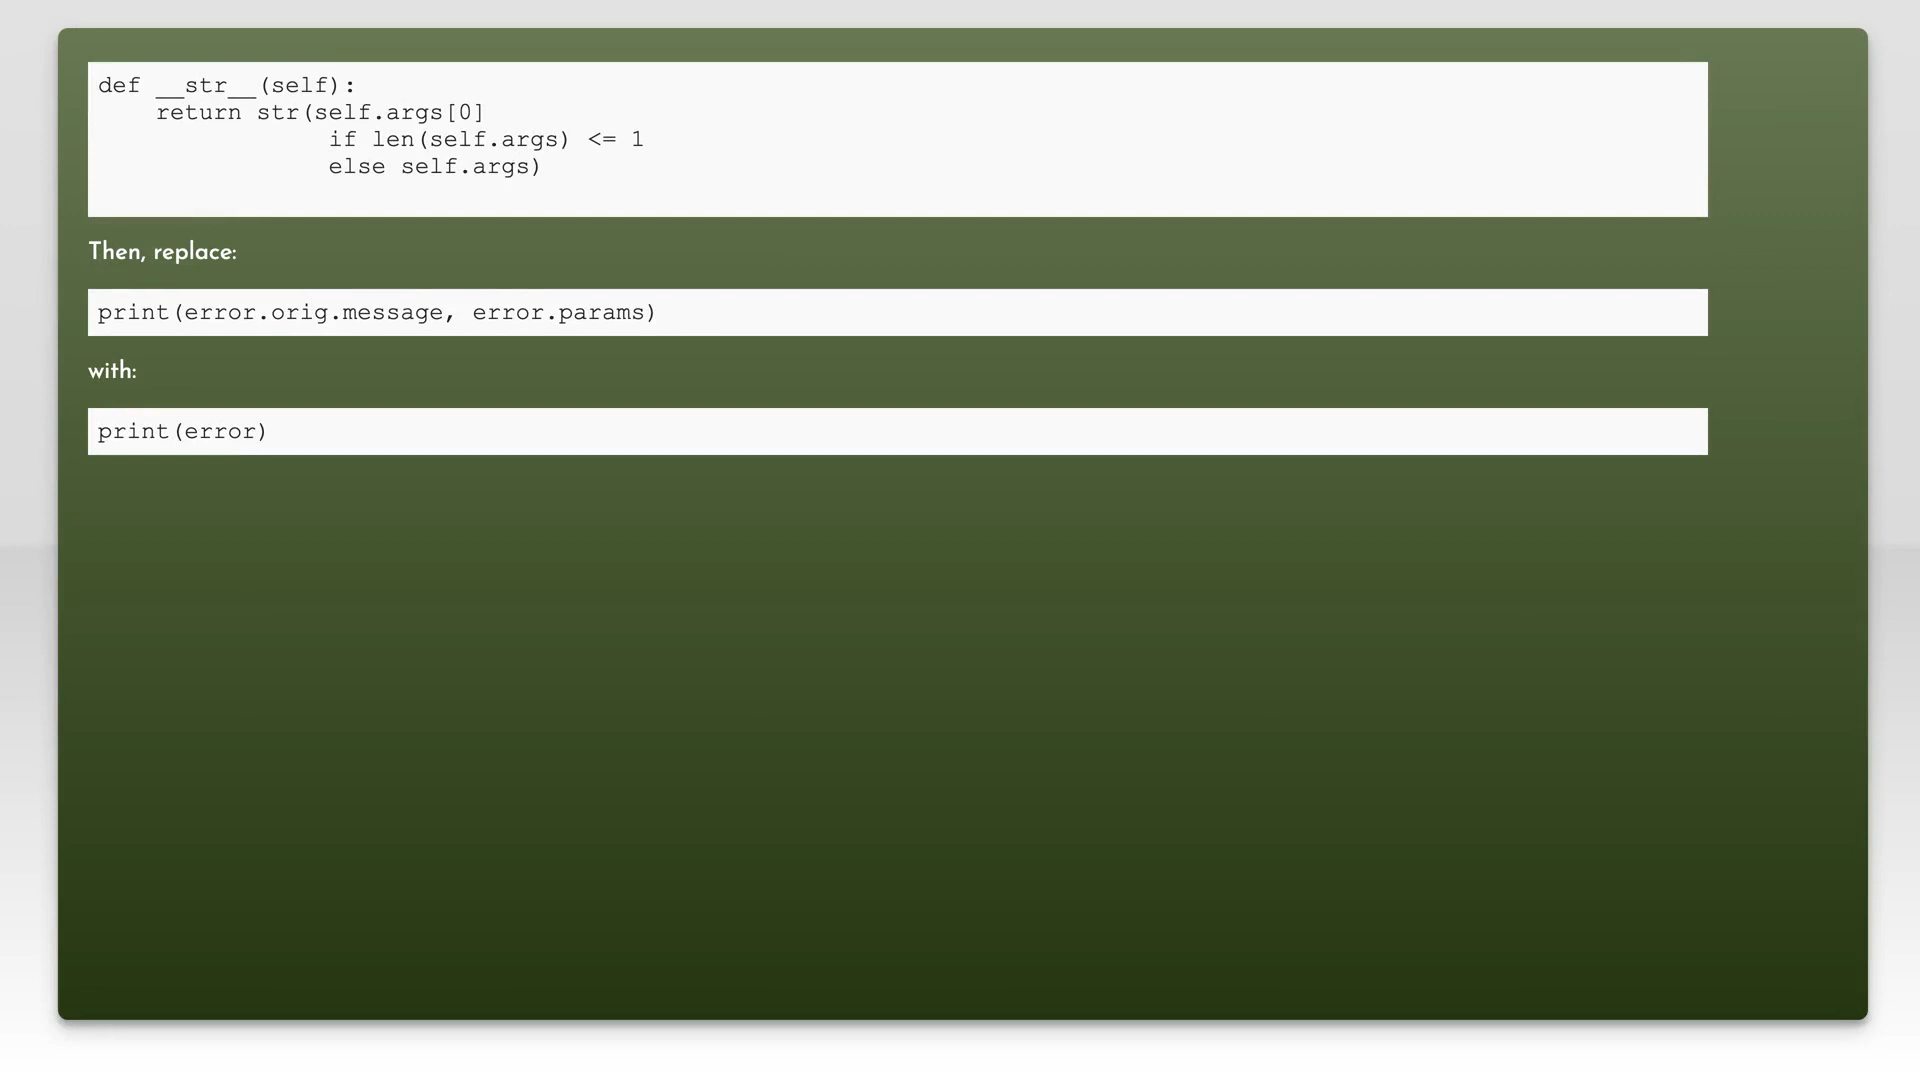 def __str__(self):
    return str(self.args[0]
                if len(self.args) <= 1
                else self.args)
Then, replace:
print(error.orig.message, error.params)
with:
print(error)